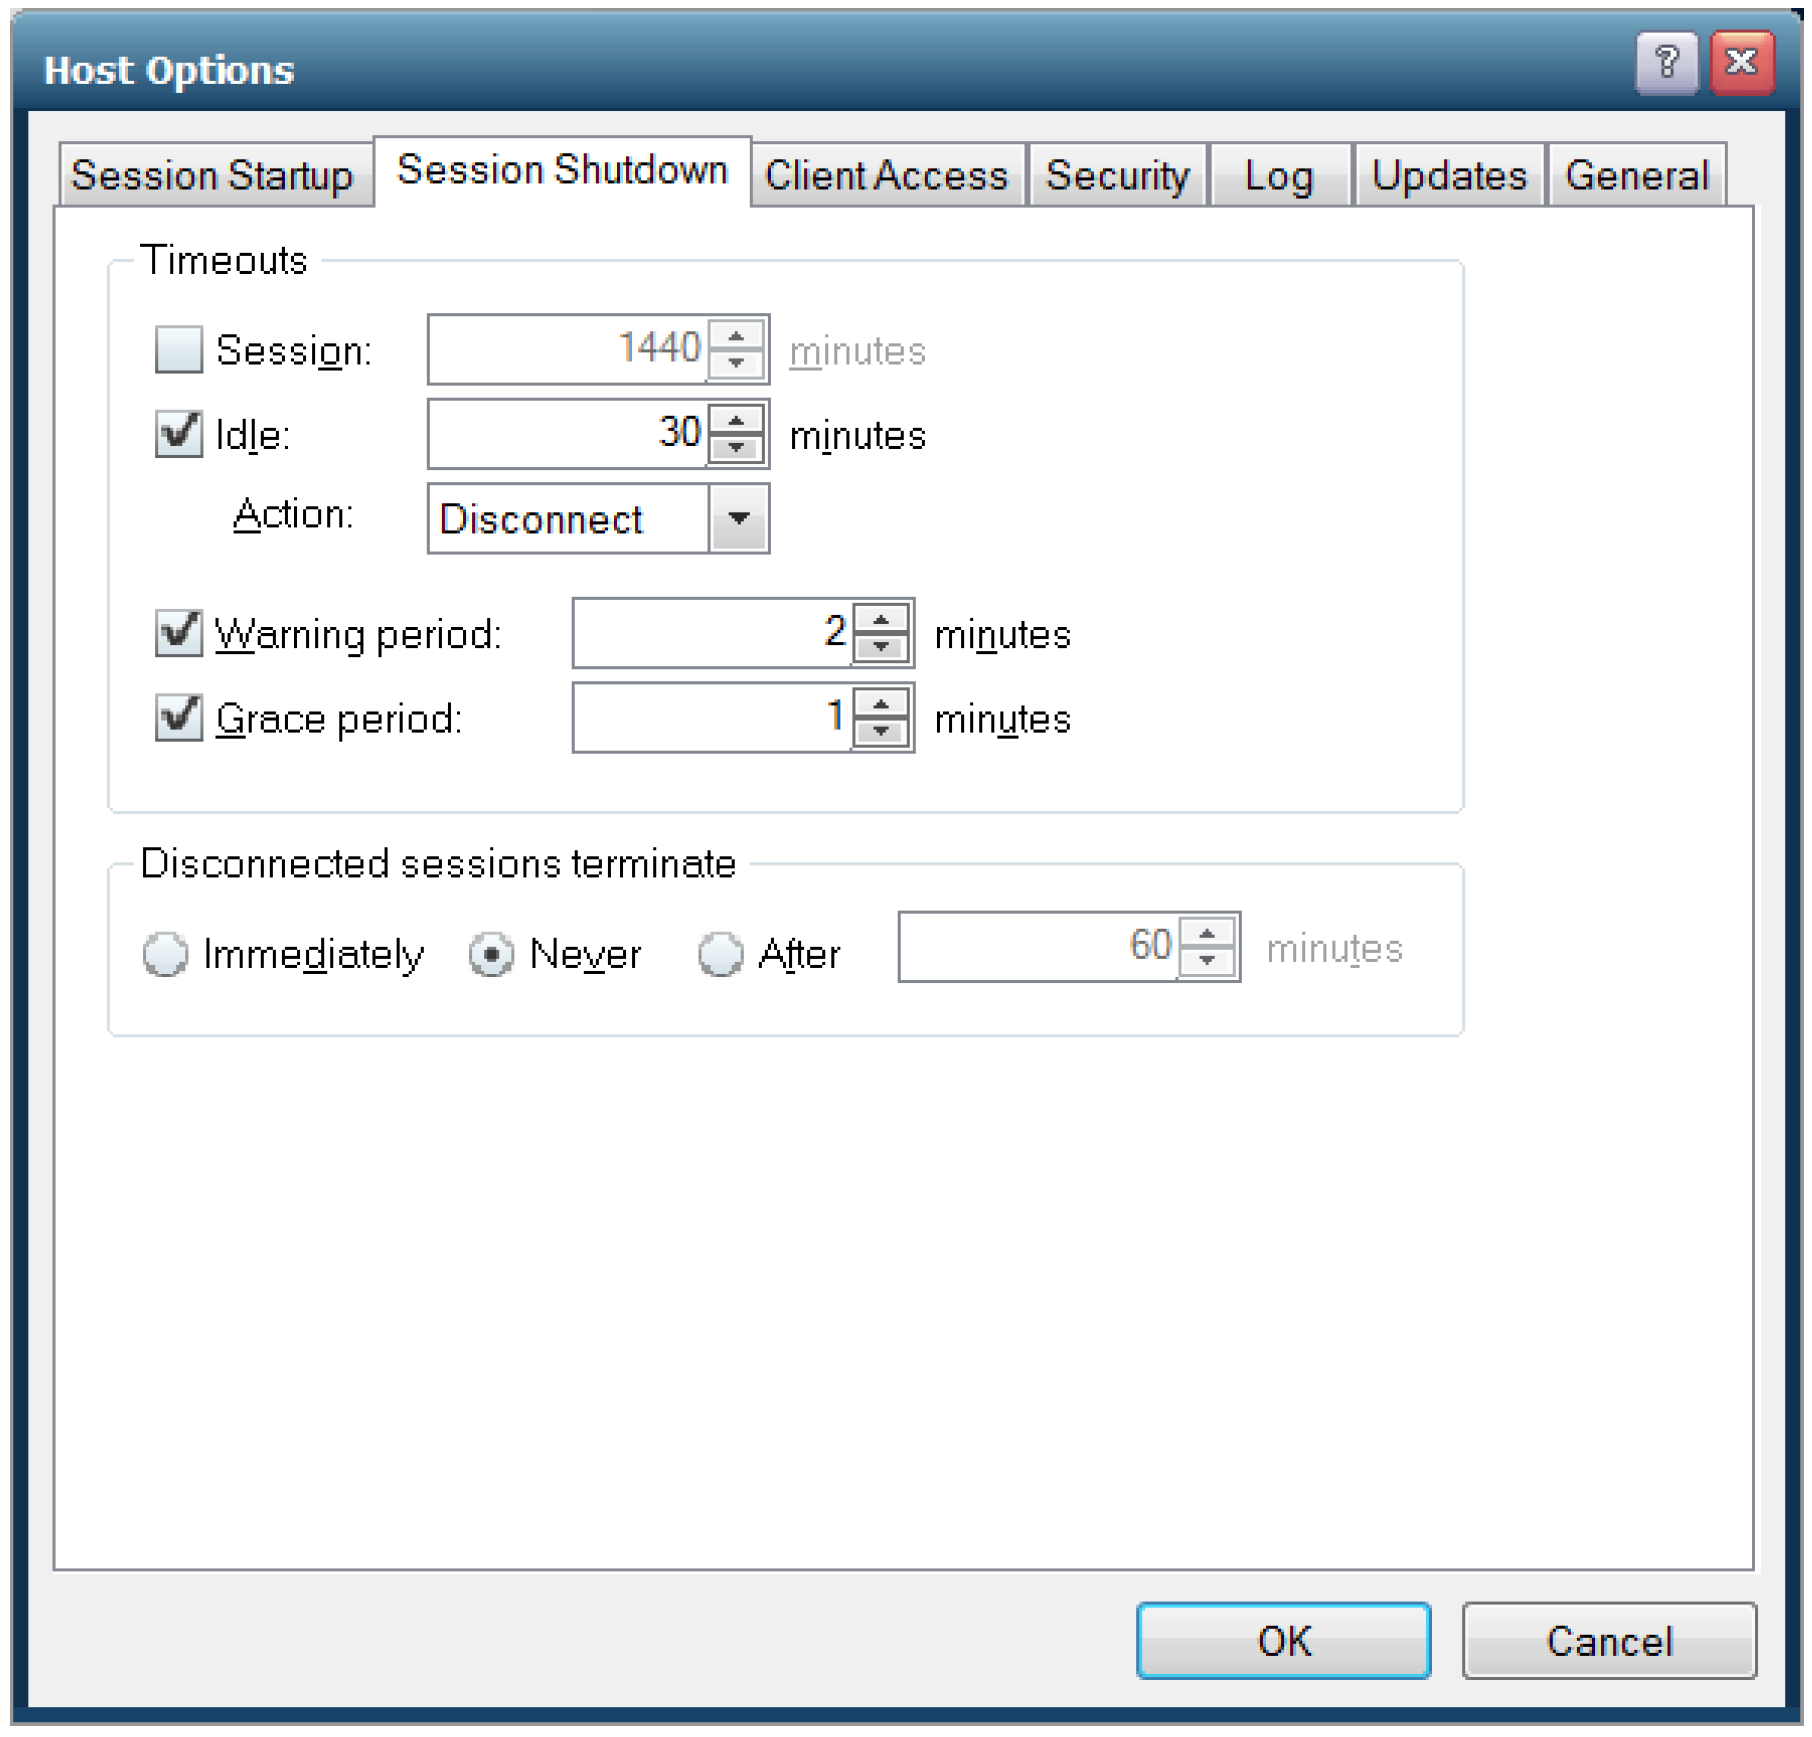 Host Options
?
Session Startup Session Shutdown Client Access Security Log Updates General
Timeouts
Session: 1440 minutes
Idle: 30 minutes
Action: Disconnect
Warning period: 2 minutes
Grace period: 1 minutes
Disconnected sessions terminate
Immediately Never After 60 minutes
OK Cancel